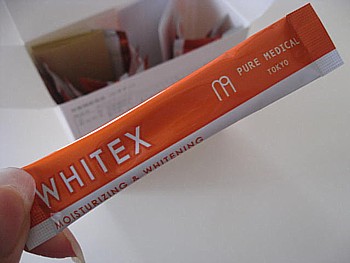 WHITEX
MOISTURIZING & WHITENING
PURE MEDICAL
TOKYO